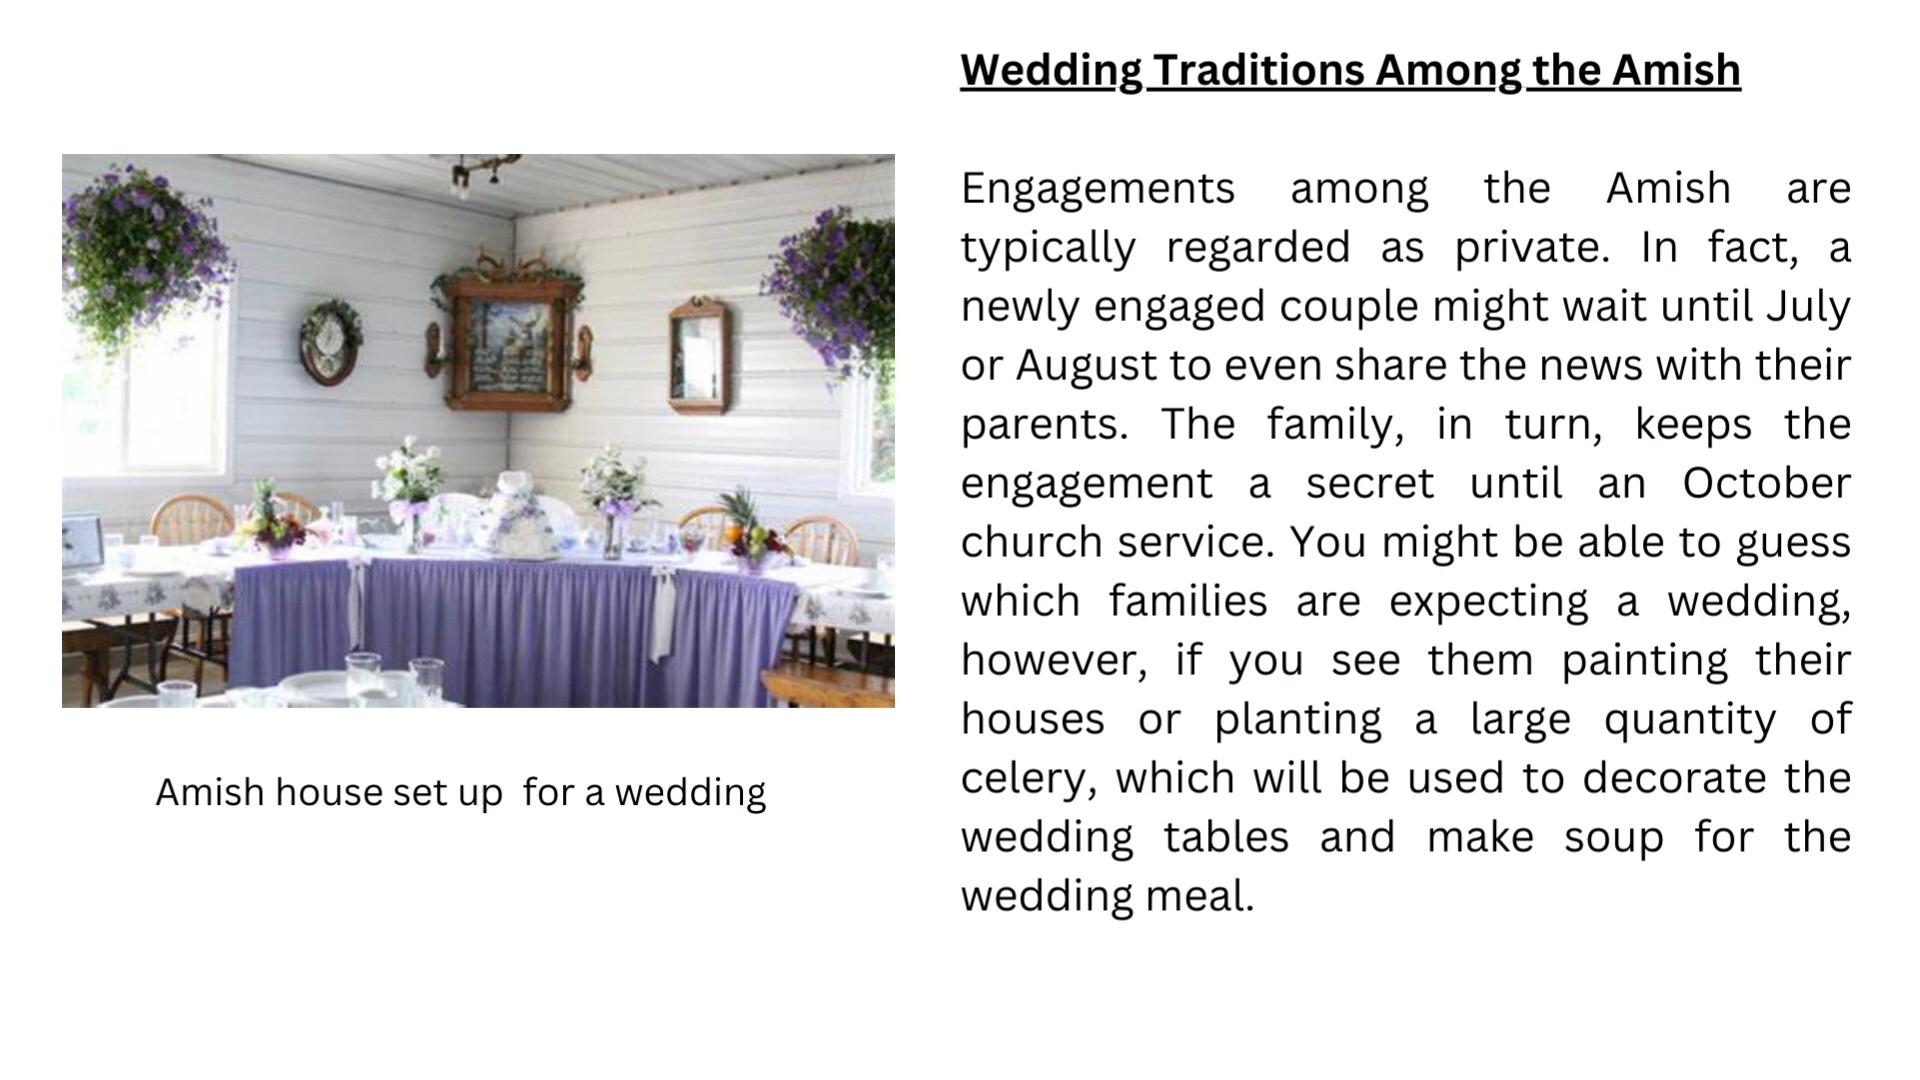 Wedding Traditions Among the Amish
Engagements among the Amish are
typically regarded as private. In fact, a
newly engaged couple might wait until July
or August to even share the news with their
parents. The family, in turn, keeps the
engagement a secret until an October
church service. You might be able to guess
which families are expecting a wedding,
however, if you see them painting their
houses or planting a large quantity of
celery, which will be used to decorate the
wedding tables and make soup for the
wedding meal.
Amish house set up  for a wedding